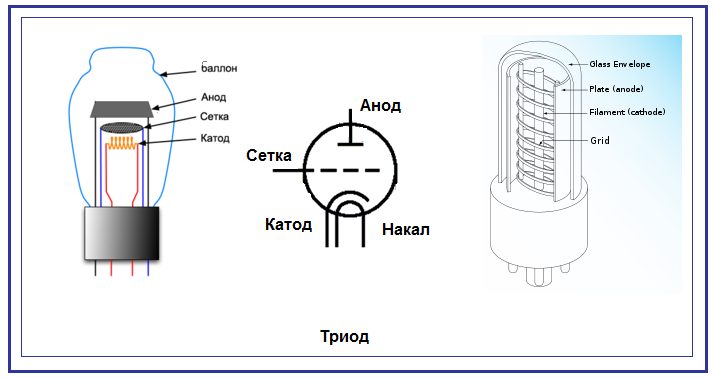 баллон
Анод
Сетка
Катод
Анод
Сетка
Катод
Накал
Glass Envelope
Plate (anode)
Filament (cathode)
Grid
Триод